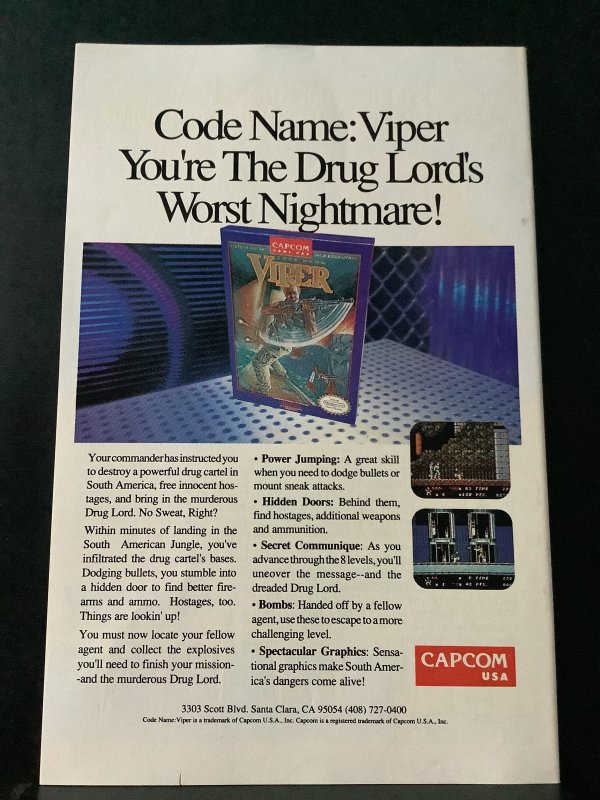 Code Name: Viper
You're The Drug Lord's
Worst Nightmare!
CAPCOM
VIPER
Your commander has instructed you
to destroy a powerful drug cartel in
South America, free innocent hos-
tages, and bring in the murderous
Drug Lord. No Sweat, Right?
Within minutes of landing in the
South American Jungle, you've
infiltrated the drug cartel's bases.
Dodging bullets, you stumble into
a hidden door to find better fire-
arms and ammo. Hostages, too.
Things are lookin' up!
You must now locate your fellow
agent and collect the explosives
you'll need to finish your mission-
-and the murderous Drug Lord.
• Power Jumping: A great skill
when you need to dodge bullets or
mount sneak attacks.
• Hidden Doors: Behind them,
find hostages, additional weapons
and ammunition.
• Secret Communique: As you
advance through the 8 levels, you'll
uneover the message--and the
dreaded Drug Lord.
• Bombs: Handed off by a fellow
agent, use these to escape to a more
challenging level.
• Spectacular Graphics: Sensa-
tional graphics make South Amer-
ica's dangers come alive!
CAPCOM
USA
3303 Scott Blvd. Santa Clara, CA 95054 (408) 727-0400
Code Name: Viper is a trademark of Capcom U.S.A., Inc. Capcom is a registered trademark of Capcom U.S.A., Inc.